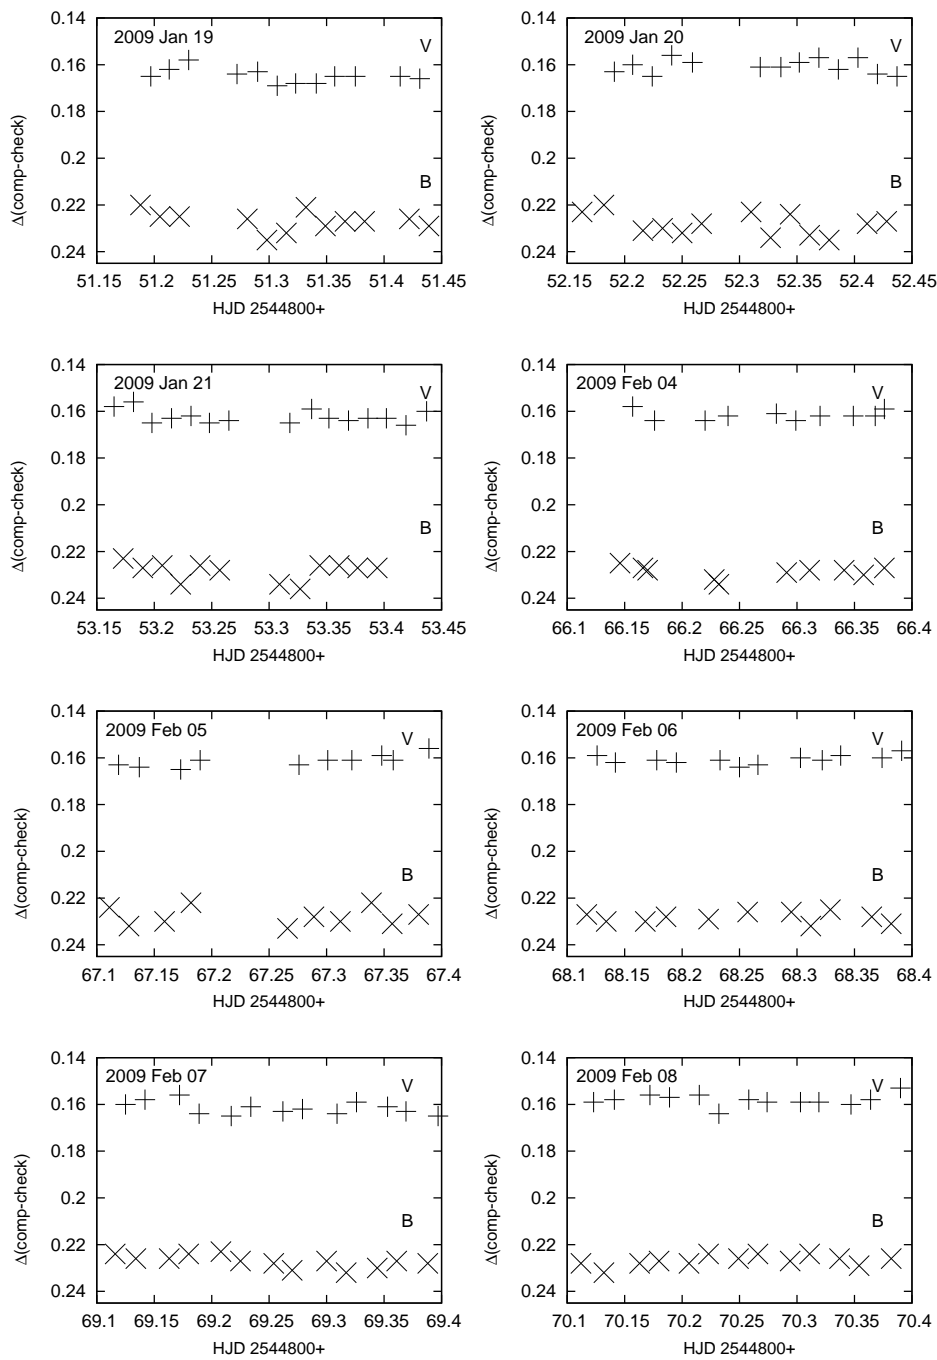 0.14
0.16
0.18
0.2
0.22
0.24
Δ(comp-check)
2009 Jan 19
V
B
51.15 51.2 51.25 51.3 51.35 51.4 51.45
HJD 2544800+
0.14
0.16
0.18
0.2
0.22
0.24
Δ(comp-check)
2009 Jan 20
V
B
52.15 52.2 52.25 52.3 52.35 52.4 52.45
HJD 2544800+
0.14
0.16
0.18
0.2
0.22
0.24
Δ(comp-check)
2009 Jan 21
V
B
53.15 53.2 53.25 53.3 53.35 53.4 53.45
HJD 2544800+
0.14
0.16
0.18
0.2
0.22
0.24
Δ(comp-check)
2009 Feb 04
V
B
66.1 66.15 66.2 66.25 66.3 66.35 66.4
HJD 2544800+
0.14
0.16
0.18
0.2
0.22
0.24
Δ(comp-check)
2009 Feb 05
V
B
67.1 67.15 67.2 67.25 67.3 67.35 67.4
HJD 2544800+
0.14
0.16
0.18
0.2
0.22
0.24
Δ(comp-check)
2009 Feb 06
V
B
68.1 68.15 68.2 68.25 68.3 68.35 68.4
HJD 2544800+
0.14
0.16
0.18
0.2
0.22
0.24
Δ(comp-check)
2009 Feb 07
V
B
69.1 69.15 69.2 69.25 69.3 69.35 69.4
HJD 2544800+
0.14
0.16
0.18
0.2
0.22
0.24
Δ(comp-check)
2009 Feb 08
V
B
70.1 70.15 70.20 70.25 70.3 70.35 70.4
HJD 2544800+